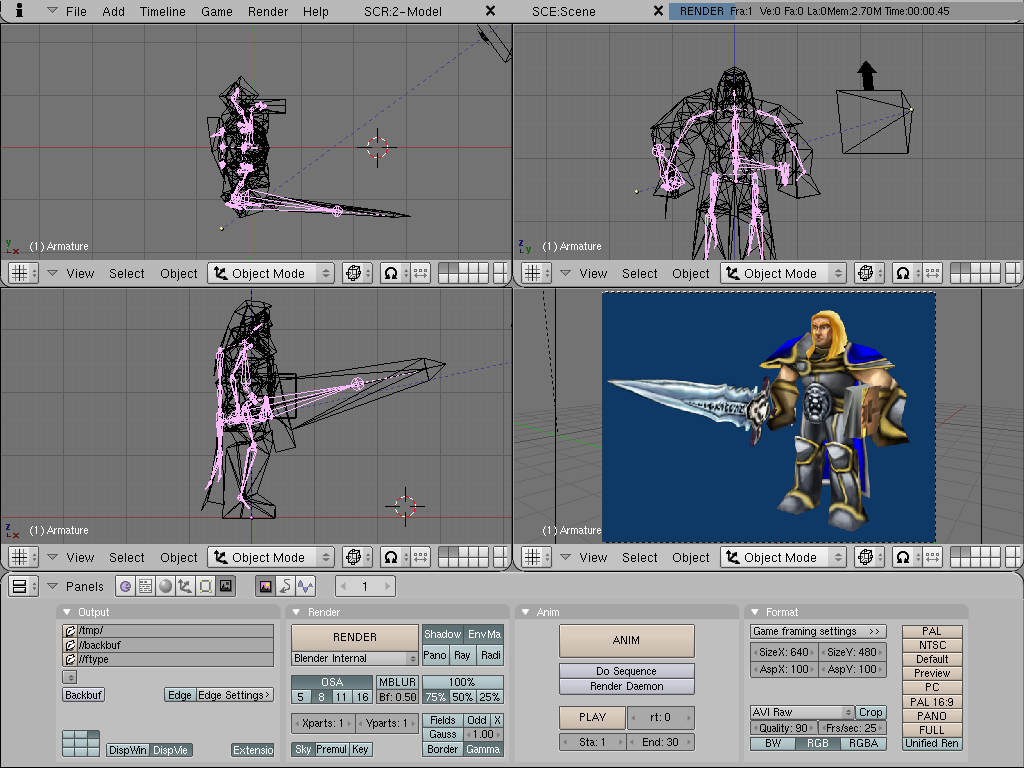 File Add Timeline Game Render Help SCR:2-Model SCE:Scene RENDER Fra:1 Ve:0 Fa:0 La:0 Mem:2.70M Time:00:00.45
y x (1) Armature
z y (1) Armature
View Select Object Object Mode
View Select Object Object Mode
z x (1) Armature
(1) Armature
View Select Object Object Mode
View Select Object Object Mode
Panels 1
Output
/tmp/
//backbuf
//ftype
Backbuf Edge Edge Settings>
DispWin DispVie Extensio
Render
RENDER
Blender Internal
Shadow EnvMa
Pano Ray Radi
OSA MBLUR 100%
5 8 11 16 Bf: 0.50 75% 50% 25%
Xparts: 1 Yparts: 1
Fields Odd X
Gauss 1.00
Sky Premul Key Border Gamma
Anim
ANIM
Do Sequence
Render Daemon
PLAY rt: 0
Sta: 1 End: 30
Format
Game framing settings >>
SizeX: 640 SizeY: 480
AspX: 100 AspY: 100
AVI Raw Crop
Quality: 90 Frs/sec: 25
BW RGB RGBA
PAL
NTSC
Default
Preview
PC
PAL 16:9
PANO
FULL
Unified Ren